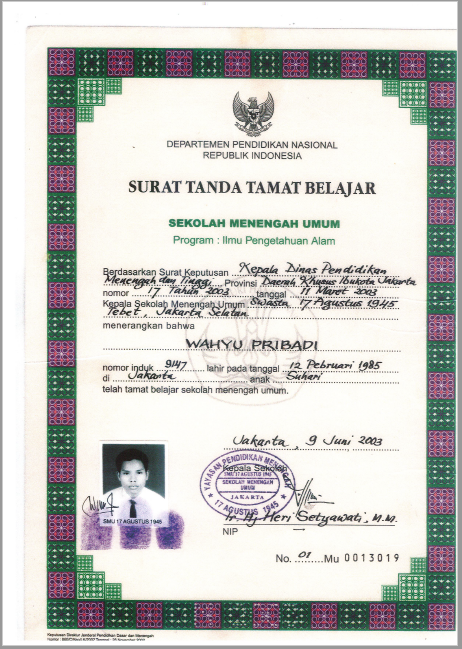 DEPARTEMEN PENDIDIKAN NASIONAL
REPUBLIK INDONESIA
SURAT TANDA TAMAT BELAJAR
SEKOLAH MENENGAH UMUM
Program : Ilmu Pengetahuan Alam
Berdasarkan Surat Keputusan Kepala Dinas Pendidikan
Menengah dan Tinggi Provinsi Daerah Khusus Ibukota Jakarta
nomor 17 Tahun 2003 tanggal 11 Maret
Kepala Sekolah Menengah Umum Swasta 17 Agustus 1945
Tebet, Jakarta Selatan
menerangkan bahwa
WAHYU PRIBADI
nomor induk 9147 lahir pada tanggal 12 Pebruari 1985
di Jakarta anak Suhari
telah tamat belajar sekolah menengah umum.
Jakarta, 9 Juni 2003
Kepala Sekolah
YAYASAN PENDIDIKAN MENENGAH
SMU 17 AGUSTUS 1945
SEKOLAH MENENGAH
UMUM
JAKARTA
17 AGUSTUS 1945
SMU 17 AGUSTUS 1945
Ir. Hj Heri Setyawati, M.M.
NIP
No. 01 Mu 0013019
Keputusan Direktur Jenderal Pendidikan Dasar dan Menengah